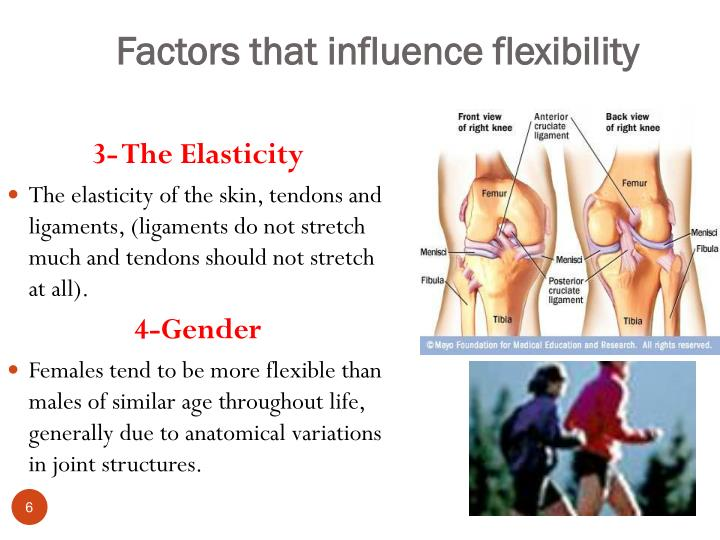 Factors that influence flexibility
3- The Elasticity
• The elasticity of the skin, tendons and
ligaments, (ligaments do not stretch
much and tendons should not stretch
at all).
4-Gender
• Females tend to be more flexible than
males of similar age throughout life,
generally due to anatomical variations
in joint structures.
6
Front view
of right knee
Anterior
cruciate
ligament
Back view
of right knee
Femur
Femur
Menisci
Menisci
Menisci
Fibula
Fibula
Posterior
cruciate
ligament
Tibia
Tibia
©Mayo Foundation for Medical Education and Research. All rights reserved.